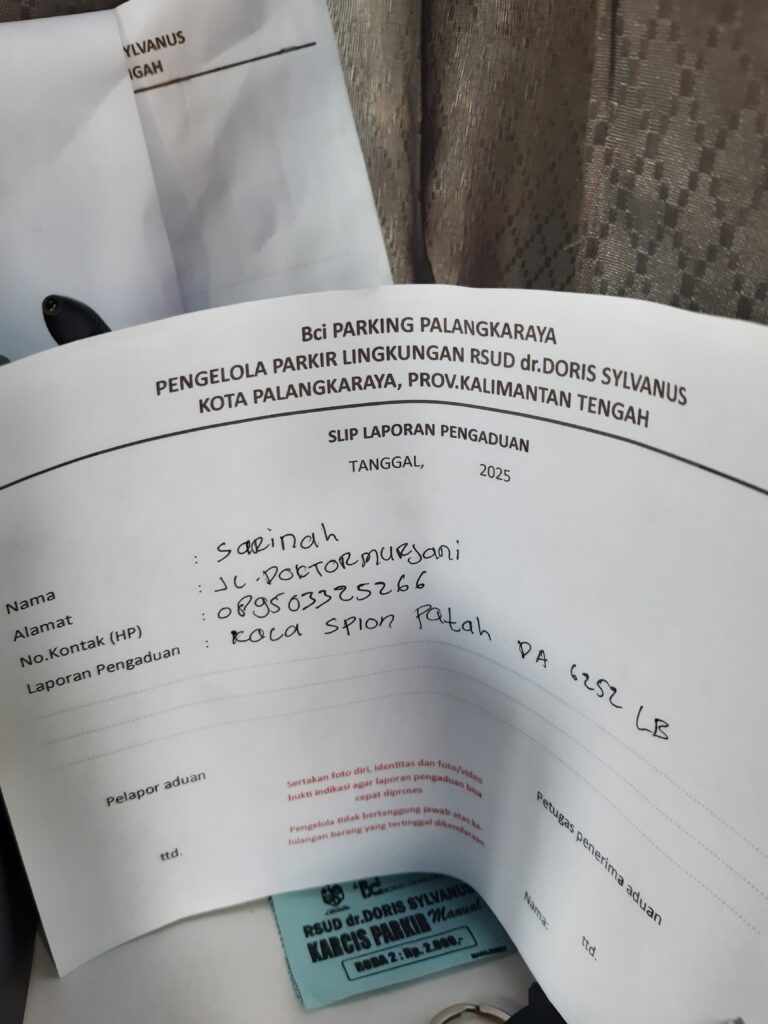 YLVANUS
GAH
Bci PARKING PALANGKARAYA
PENGELOLA PARKIR LINGKUNGAN RSUD dr.DORIS SYLVANUS
KOTA PALANGKARAYA, PROV.KALIMANTAN TENGAH
SLIP LAPORAN PENGADUAN
TANGGAL, 2025
Nama : Sarinah
Alamat : JL.DOKTORMURJANI
No.Kontak (HP) : 089503325266
Laporan Pengaduan : Kaca Spion Patah DA 6252 LB
Pelapor aduan
ttd.
Sertakan foto diri, identitas dan foto/video
bukti indikasi agar laporan pengaduan bisa
cepat diproses
Pengelola tidak bertanggung jawab atas ke-
hilangan barang yang tertinggal dikendaraan
Petugas penerima aduan
Nama:
ttd.
RSUD dr.DORIS SYLVANUS
KARCIS PARKIR Manual
RODA 2 : Rp. 2.000,-